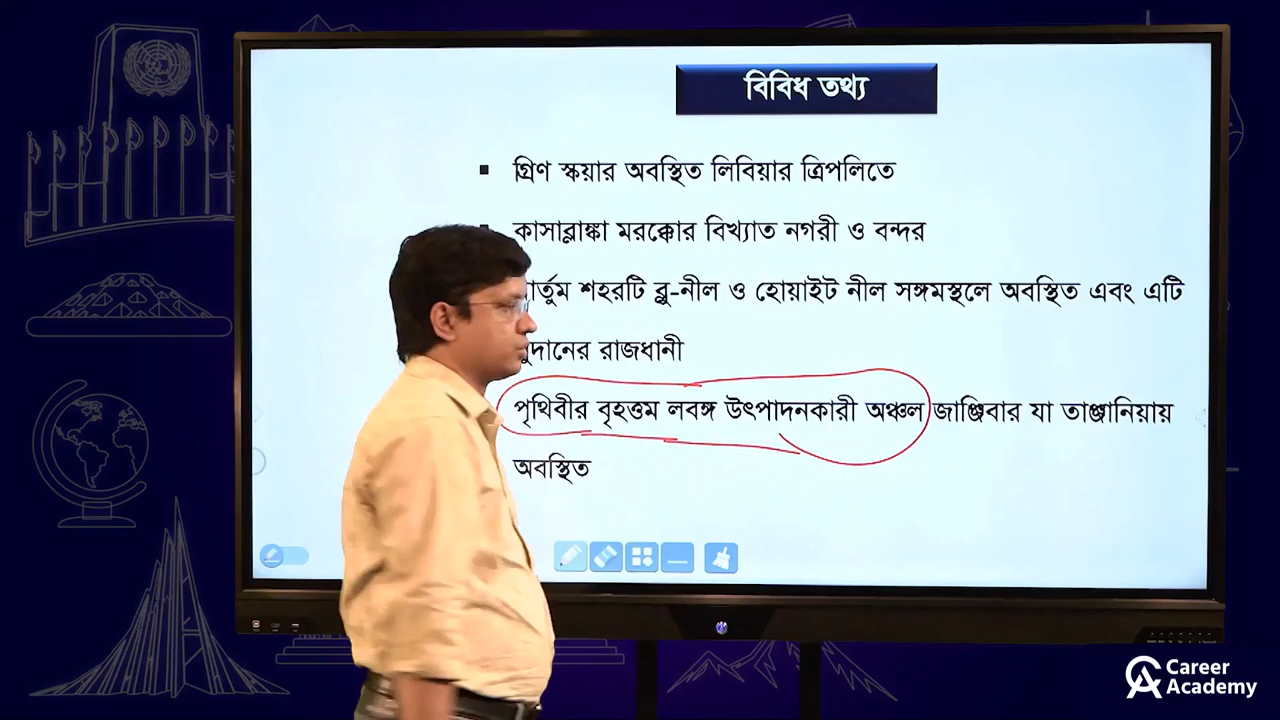 বিবিধ তথ্য
▪ গ্রিণ স্কয়ার অবস্থিত লিবিয়ার ত্রিপলিতে
কাসাব্লাঙ্কা মরক্কোর বিখ্যাত নগরী ও বন্দর
শহরটি ব্লু-নীল ও হোয়াইট নীল সঙ্গমস্থলে অবস্থিত এবং এটি
রাজধানী
পৃথিবীর বৃহত্তম লবঙ্গ উৎপাদনকারী অঞ্চল জাঞ্জিবার যা তাঞ্জানিয়ায়
অবস্থিত
Career
Academy